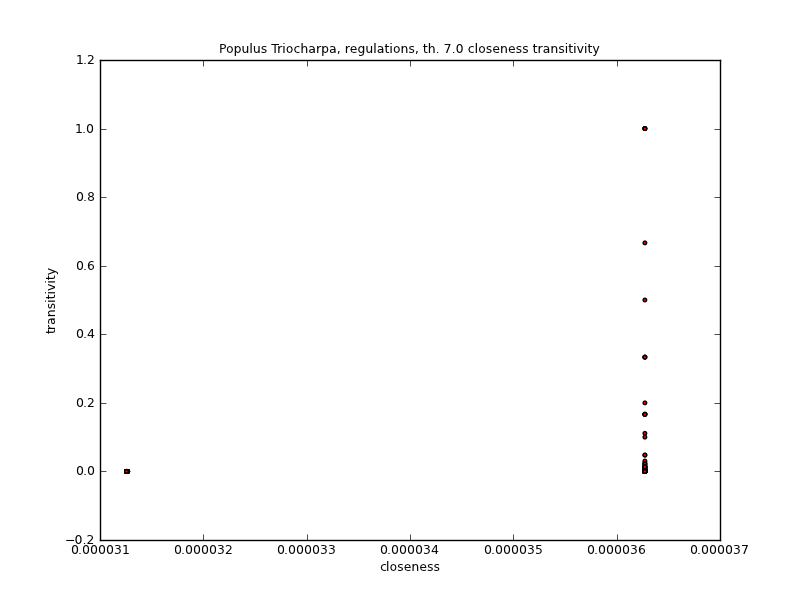 Populus Triocharpa, regulations, th. 7.0 closeness transitivity
1.2
1.0
0.8
0.6
0.4
0.2
0.0
−0.2
transitivity
0.000031 0.000032 0.000033 0.000034 0.000035 0.000036 0.000037
closeness